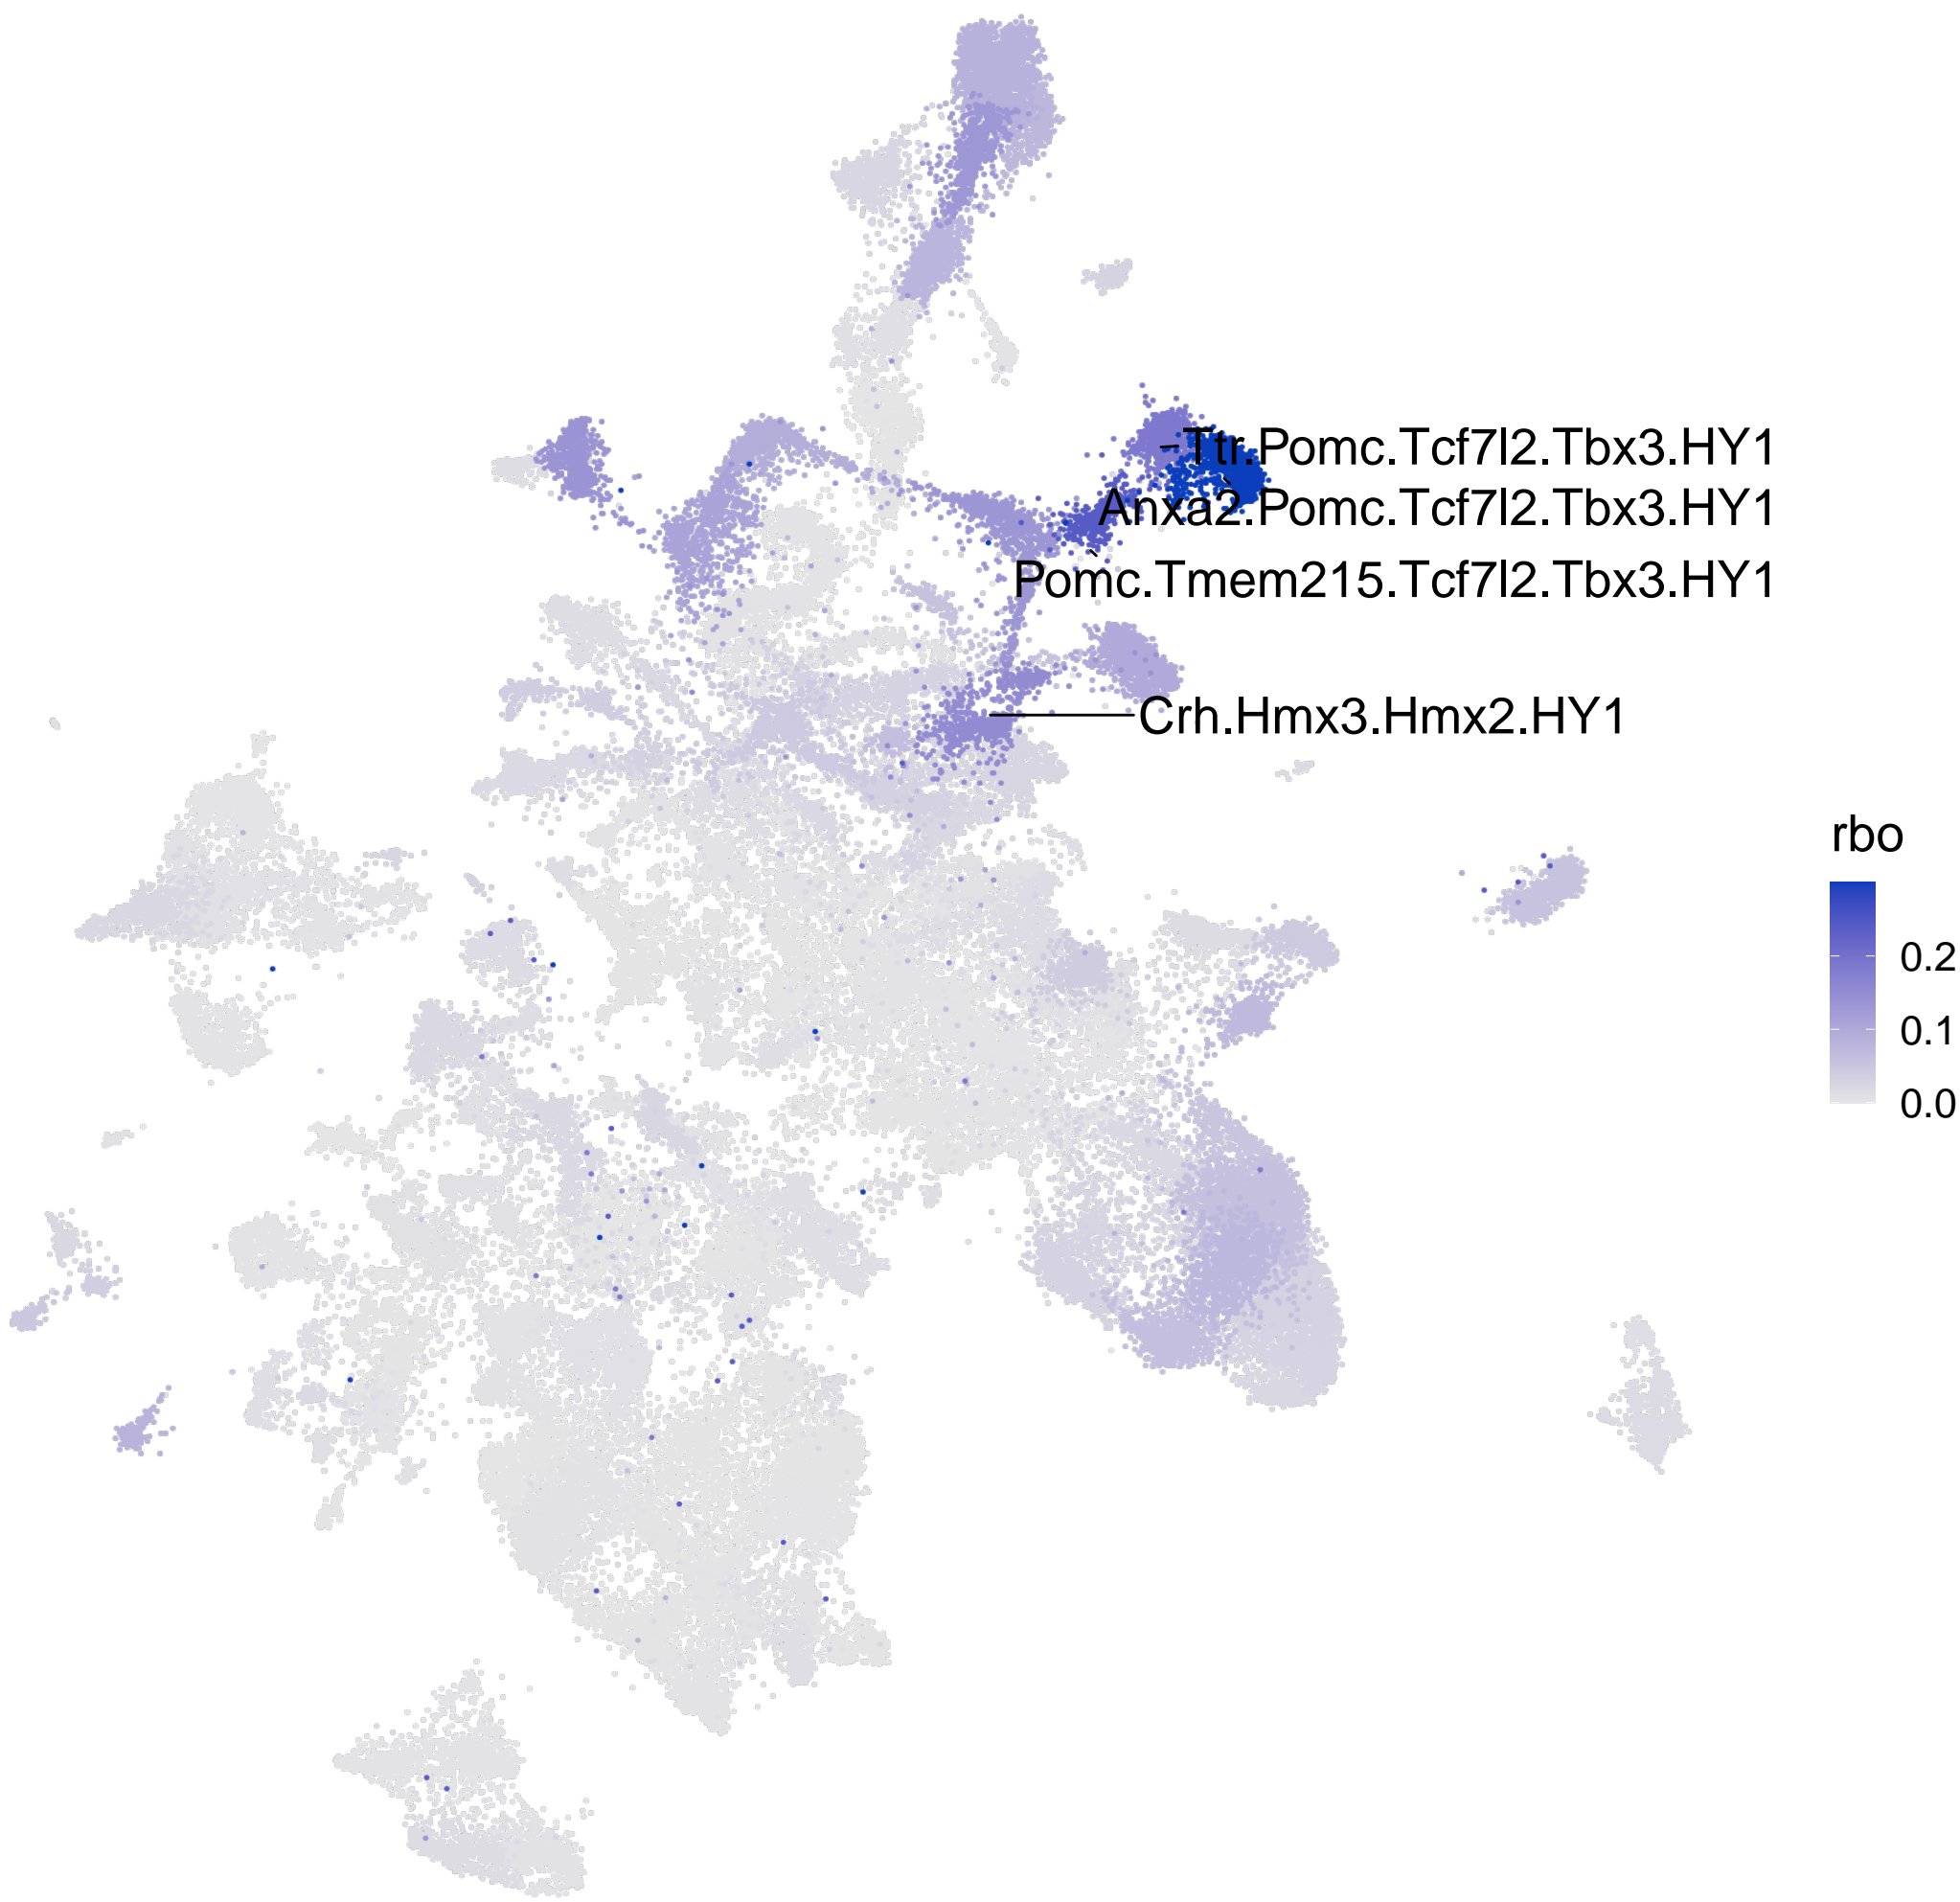 Ttr.Pomc.Tcf7l2.Tbx3.HY1
Anxa2.Pomc.Tcf7l2.Tbx3.HY1
Pomc.Tmem215.Tcf7l2.Tbx3.HY1
Crh.Hmx3.Hmx2.HY1
rbo
0.2
0.1
0.0